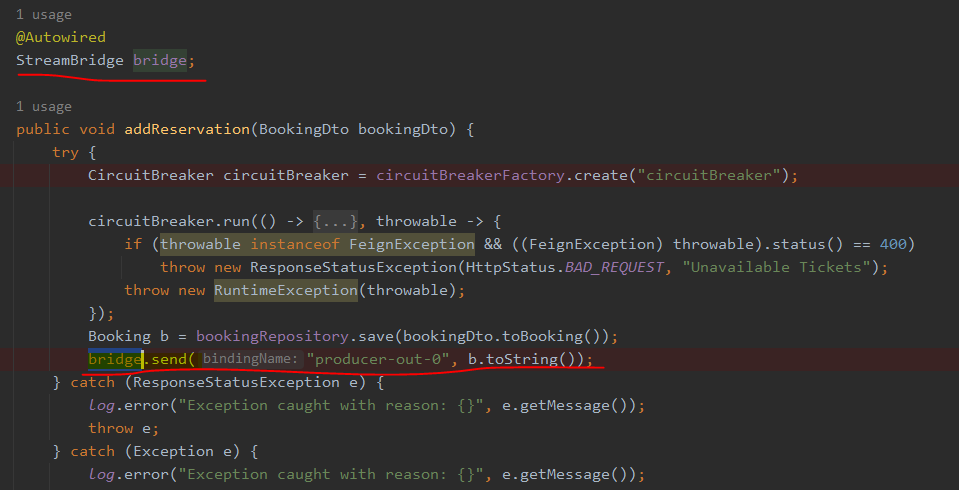 1 usage
@Autowired
StreamBridge bridge;
1 usage
public void addReservation(BookingDto bookingDto) {
try {
CircuitBreaker circuitBreaker = circuitBreakerFactory.create("circuitBreaker");
circuitBreaker.run(() -> {...}, throwable -> {
if (throwable instanceof FeignException && ((FeignException) throwable).status() == 400)
throw new ResponseStatusException(HttpStatus.BAD_REQUEST, "Unavailable Tickets");
throw new RuntimeException(throwable);
});
Booking b = bookingRepository.save(bookingDto.toBooking());
bridge.send( bindingName: "producer-out-0", b.toString());
} catch (ResponseStatusException e) {
log.error("Exception caught with reason: {}", e.getMessage());
throw e;
} catch (Exception e) {
log.error("Exception caught with reason: {}", e.getMessage());